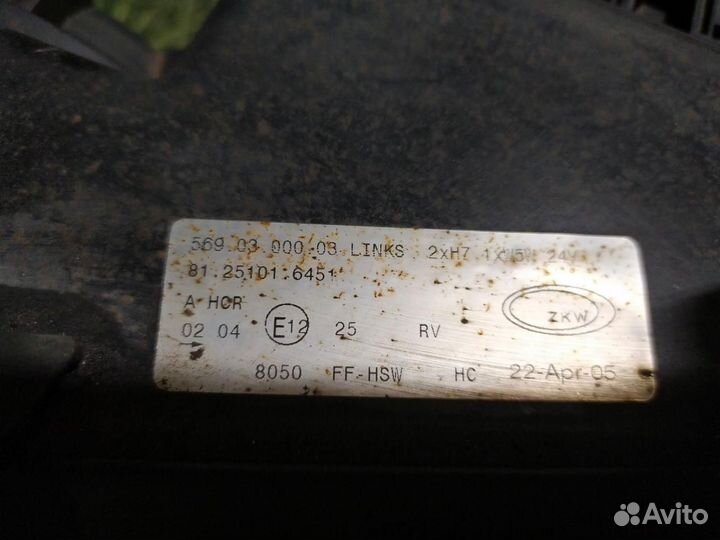 569.03.000.03 LINKS 2xH7 24V
81.25101.6451
A HCR
02 04 E12 25 RV
ZKW
8050 FF-HSW HC 22-Apr-05
Avito